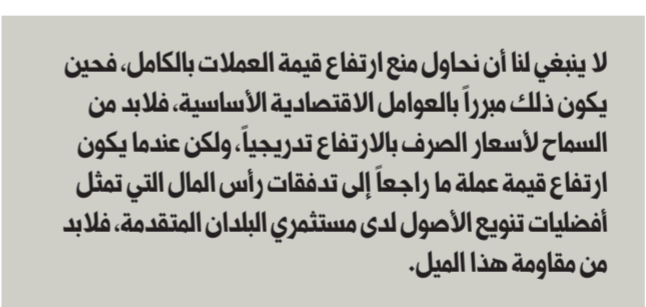 لا ينبغي لنا أن نحاول منع ارتفاع قيمة العملات بالكامل، فحين
يكون ذلك مبرراً بالعوامل الاقتصادية الأساسية، فلابد من
السماح لأسعار الصرف بالارتفاع تدريجياً، ولكن عندما يكون
ارتفاع قيمة عملة ما راجعاً إلى تدفقات رأس المال التي تمثل
أفضليات تنويع الأصول لدى مستثمري البلدان المتقدمة، فلابد
من مقاومة هذا الميل.